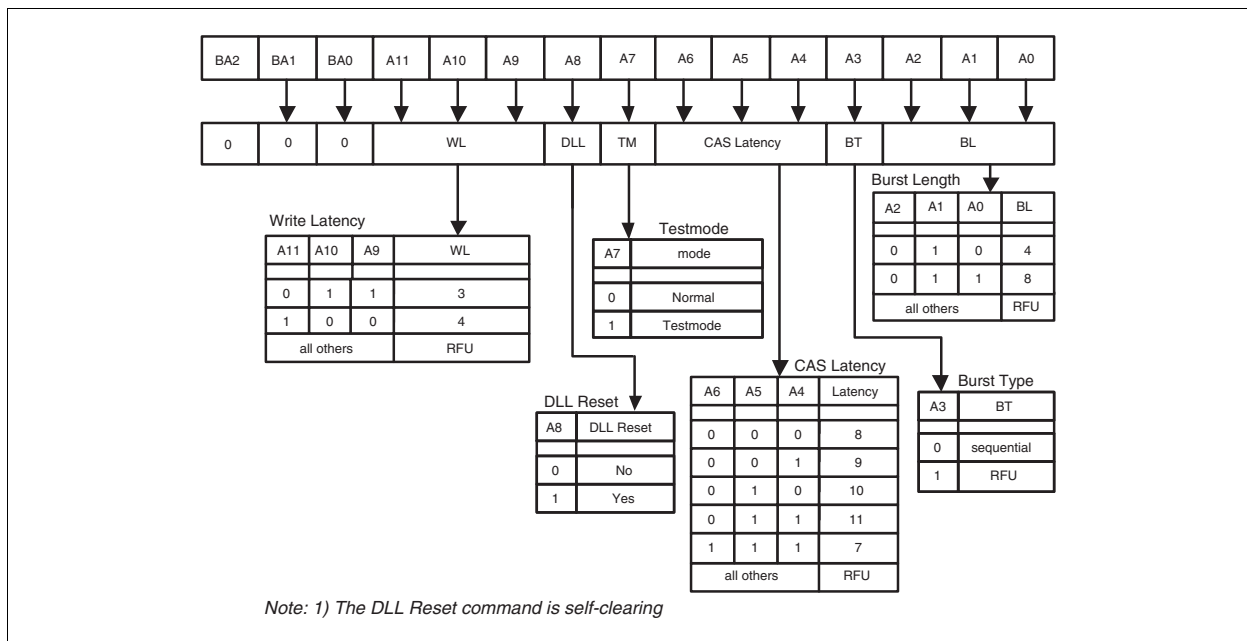 BA2 BA1 BA0 A11 A10 A9 A8 A7 A6 A5 A4 A3 A2 A1 A0
0 0 0 WL DLL TM CAS Latency BT BL
Write Latency
A11 A10 A9 WL
0 1 1 3
1 0 0 4
all others RFU
DLL Reset
A8 DLL Reset
0 No
1 Yes
Testmode
A7 mode
0 Normal
1 Testmode
CAS Latency
A6 A5 A4 Latency
0 0 0 8
0 0 1 9
0 1 0 10
0 1 1 11
1 1 1 7
all others RFU
Burst Length
A2 A1 A0 BL
0 1 0 4
0 1 1 8
all others RFU
Burst Type
A3 BT
0 sequential
1 RFU
Note: 1) The DLL Reset command is self-clearing